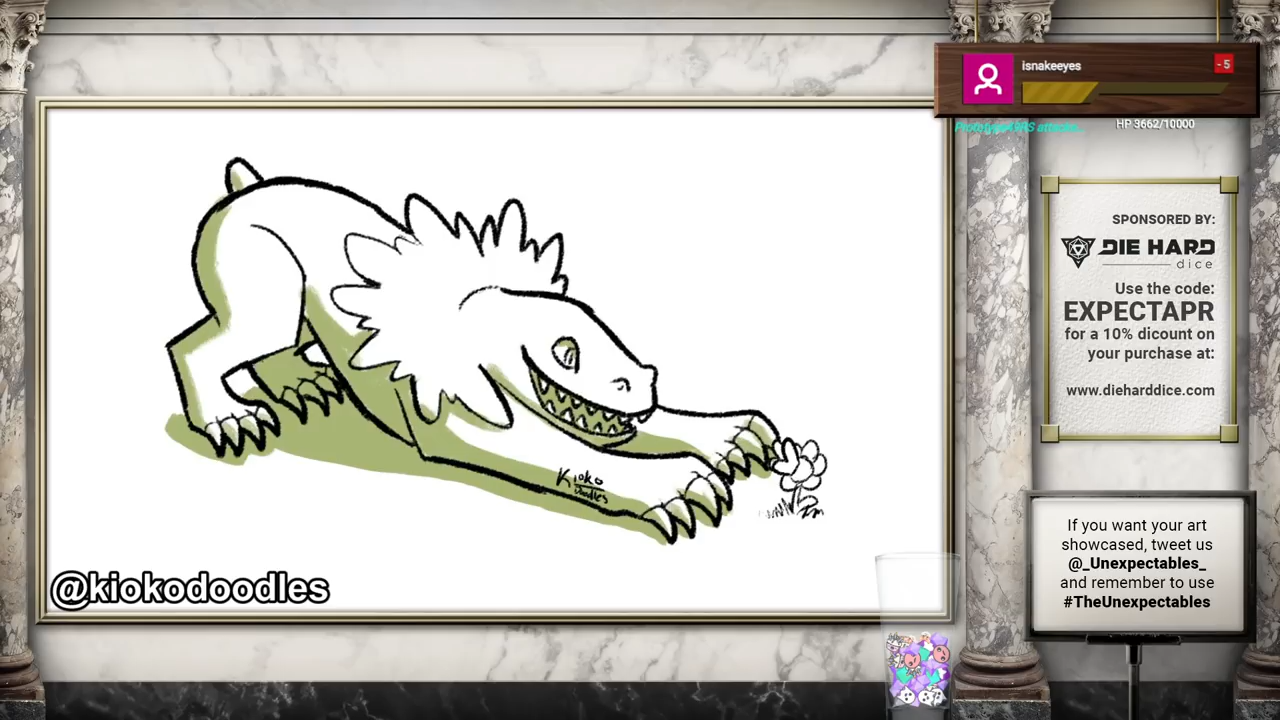 isnakeeyes
-5
HP 3662/10000
SPONSORED BY:
DIE HARD
dice
Use the code:
EXPECTAPR
for a 10% dicount on
your purchase at:
www.dieharddice.com
Kioko
Doodles
If you want your art
showcased, tweet us
@_Unexpectables_
and remember to use
#TheUnexpectables
@kiokodoodles